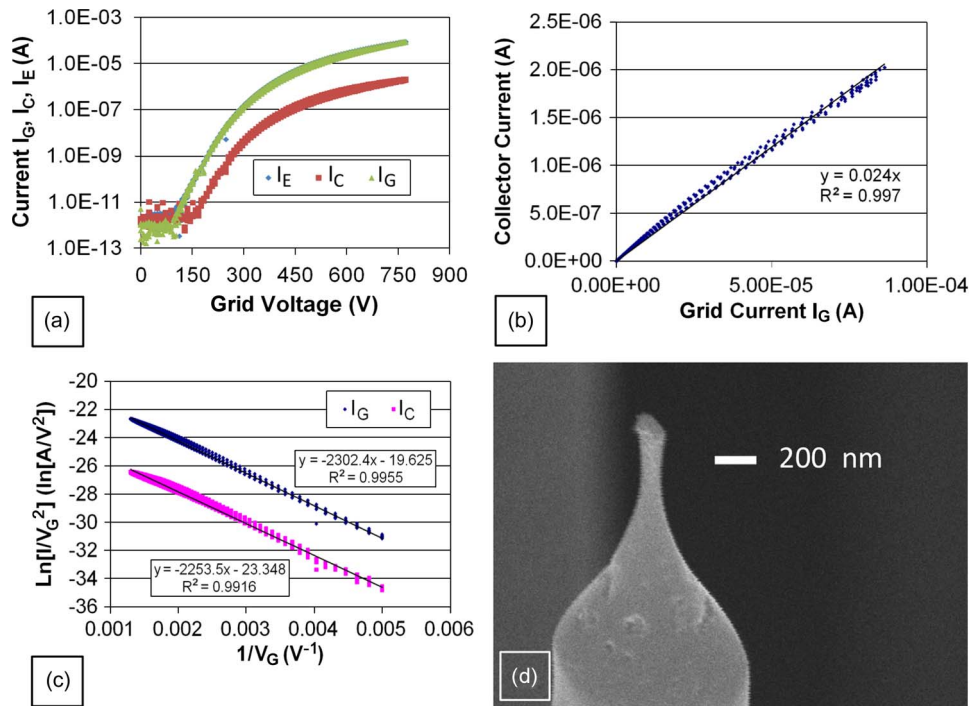 1.0E-03
1.0E-05
1.0E-07
1.0E-09
1.0E-11
1.0E-13
Current I_G, I_C, I_E (A)
I_E I_C I_G
0 150 300 450 600 750 900
Grid Voltage (V)
(a)
2.5E-06
2.0E-06
1.5E-06
1.0E-06
5.0E-07
0.0E+00
Collector Current (A)
y = 0.024x
R² = 0.997
0.00E+00 5.00E-05 1.00E-04
Grid Current I_G (A)
(b)
-20
-22
-24
-26
-28
-30
-32
-34
-36
Ln[I/V_G²] (ln[A/V²])
I_G I_C
y = -2302.4x - 19.625
R² = 0.9955
y = -2253.5x - 23.348
R² = 0.9916
0.001 0.002 0.003 0.004 0.005 0.006
1/V_G (V⁻¹)
(c)
200 nm
(d)